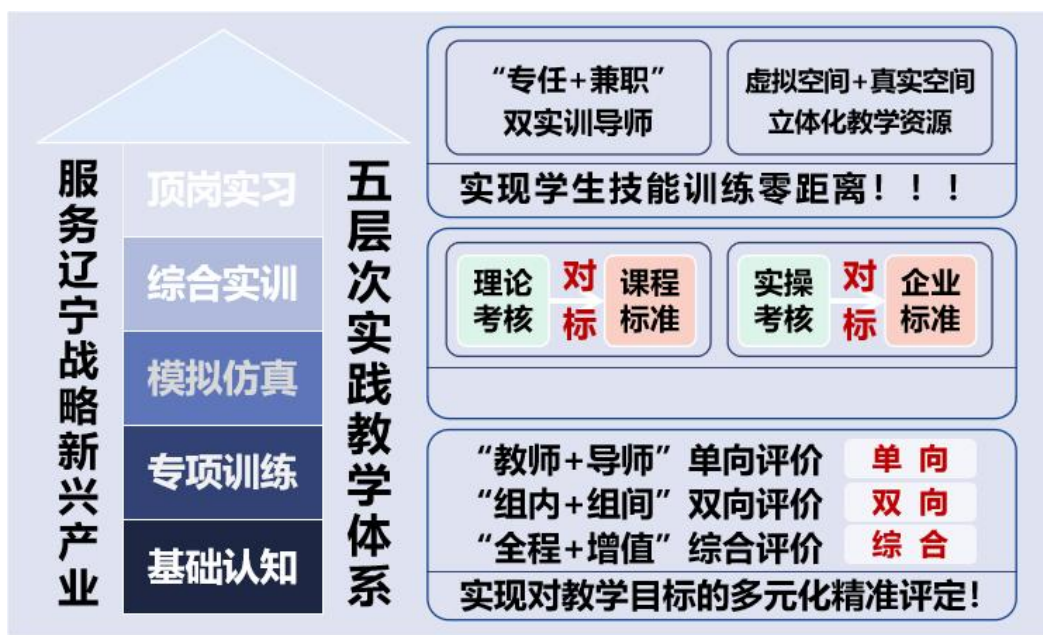 服务辽宁战略新兴产业
顶岗实习
综合实训
模拟仿真
专项训练
基础认知
五层次实践教学体系
“专任+兼职”
双实训导师
虚拟空间+真实空间
立体化教学资源
实现学生技能训练零距离！！！
理论
考核
对
标
课程
标准
实操
考核
对
标
企业
标准
“教师+导师”单向评价 单向
“组内+组间”双向评价 双向
“全程+增值”综合评价 综合
实现对教学目标的多元化精准评定！